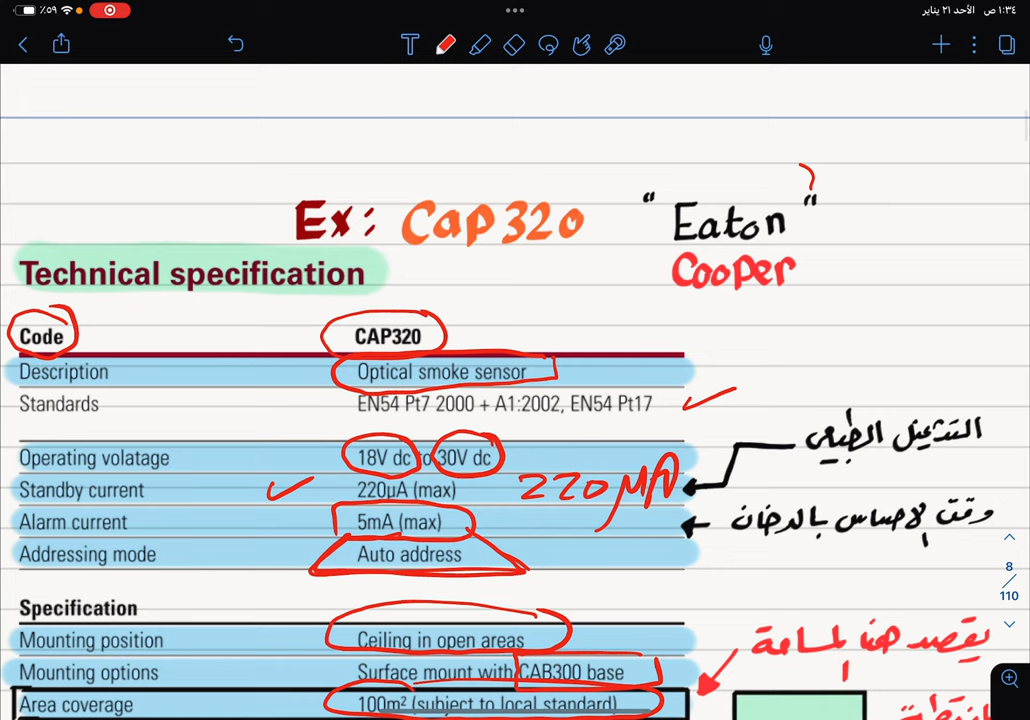 ٪٥٩
١:٣٤ ص الأحد ٢١ يناير
Ex: Cap 320 "Eaton"
Cooper
Technical specification
Code CAP320
Description Optical smoke sensor
Standards EN54 Pt7 2000 + A1:2002, EN54 Pt17
التشغيل الطبيعي
Operating volatage 18V dc to 30V dc
Standby current 220µA (max) 220 µA
Alarm current 5mA (max)
وقت الإحساس بالدخان
Addressing mode Auto address
8
110
Specification
Mounting position Ceiling in open areas
يقصد هنا المساحة
Mounting options Surface mount with CAB300 base
Area coverage 100m² (subject to local standard)